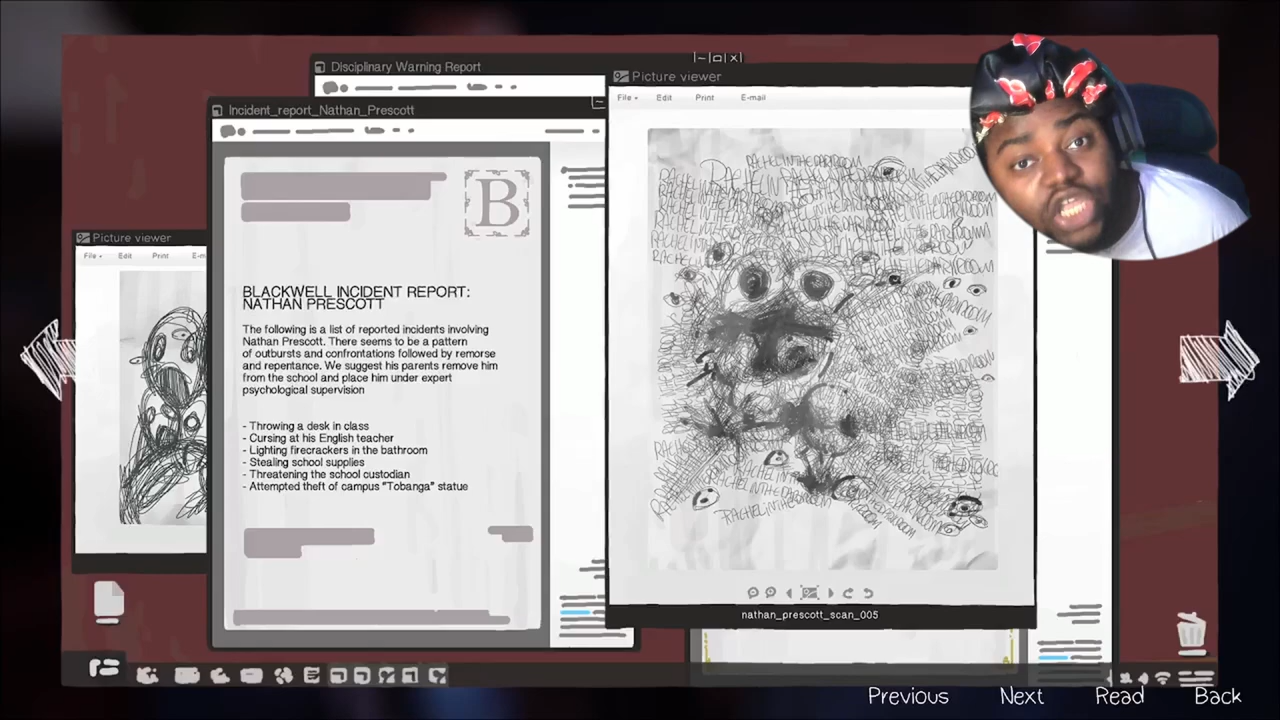 Disciplinary Warning Report
Picture viewer
File Edit Print E-mail
Incident_report_Nathan_Prescott
B
BLACKWELL INCIDENT REPORT:
NATHAN PRESCOTT
The following is a list of reported incidents involving
Nathan Prescott. There seems to be a pattern
of outbursts and confrontations followed by remorse
and repentance. We suggest his parents remove him
from the school and place him under expert
psychological supervision
- Throwing a desk in class
- Cursing at his English teacher
- Lighting firecrackers in the bathroom
- Stealing school supplies
- Threatening the school custodian
- Attempted theft of campus "Tobanga" statue
Picture viewer
File Edit Print
RACHELINTHEDARKROOM
RACHELINTHEDARKROOM
RACHELINTHEDARKROOM
nathan_prescott_scan_005
Previous Next Read Back